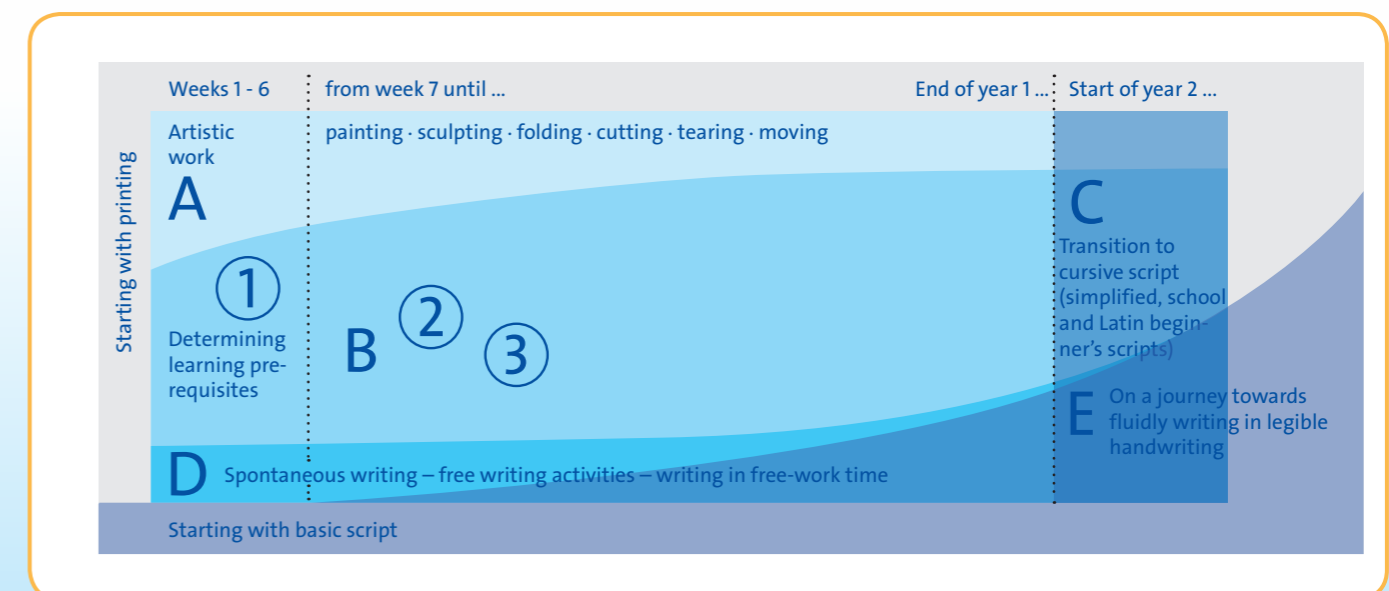 Weeks 1 - 6
from week 7 until ...
End of year 1 ...
Start of year 2 ...
Starting with printing
Artistic
work
painting · sculpting · folding · cutting · tearing · moving
A
1
Determining
learning pre-
requisites
B
2
3
C
Transition to
cursive script
(simplified, school
and Latin begin-
ner's scripts)
E
On a journey towards
fluidly writing in legible
handwriting
D
Spontaneous writing – free writing activities – writing in free-work time
Starting with basic script